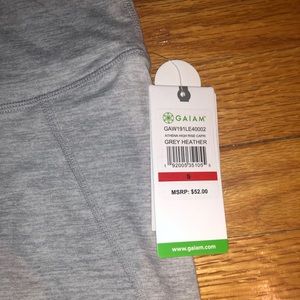 GAIAM
GAW191LE40002
ATHENA HIGH RISE CAPRI
GREY HEATHER
S
MSRP: $52.00
www.gaiam.com